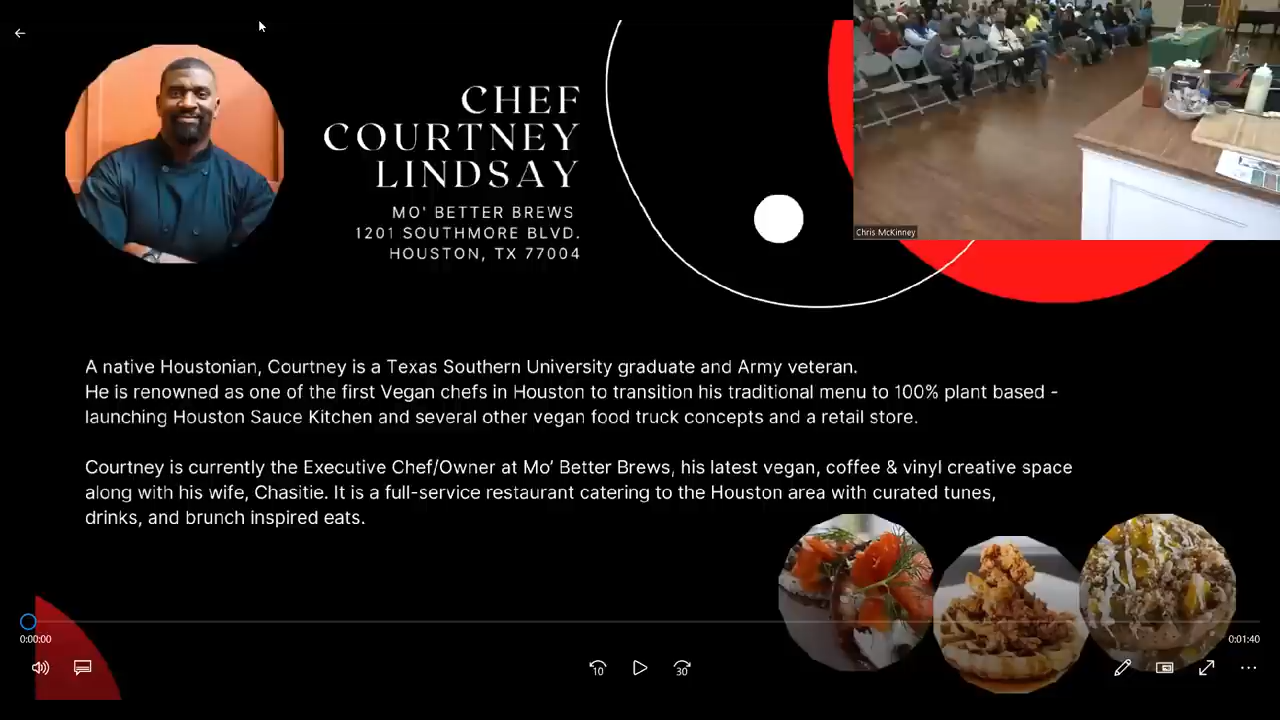 CHEF
COURTNEY
LINDSAY
MO' BETTER BREWS
1201 SOUTHMORE BLVD.
HOUSTON, TX 77004
Chris McKinney
A native Houstonian, Courtney is a Texas Southern University graduate and Army veteran.
He is renowned as one of the first Vegan chefs in Houston to transition his traditional menu to 100% plant based -
launching Houston Sauce Kitchen and several other vegan food truck concepts and a retail store.
Courtney is currently the Executive Chef/Owner at Mo' Better Brews, his latest vegan, coffee & vinyl creative space
along with his wife, Chasitie. It is a full-service restaurant catering to the Houston area with curated tunes,
drinks, and brunch inspired eats.
0:00:00
0:01:40
10
30